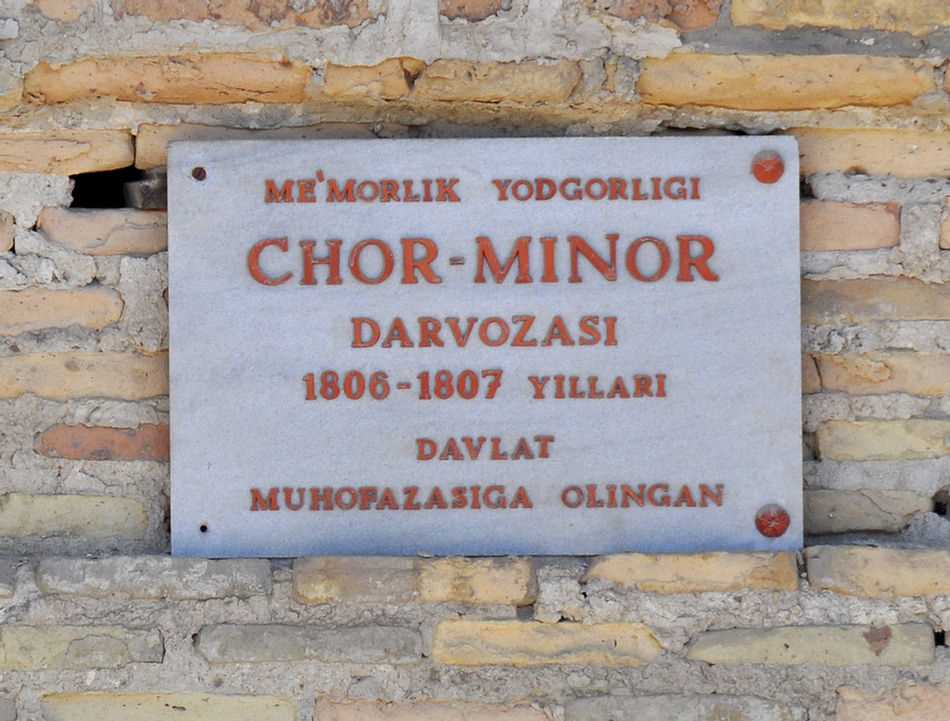 ME'MORLIK YODGORLIGI
CHOR-MINOR
DARVOZASI
1806-1807 YILLARI
DAVLAT
MUHOFAZASIGA OLINGAN